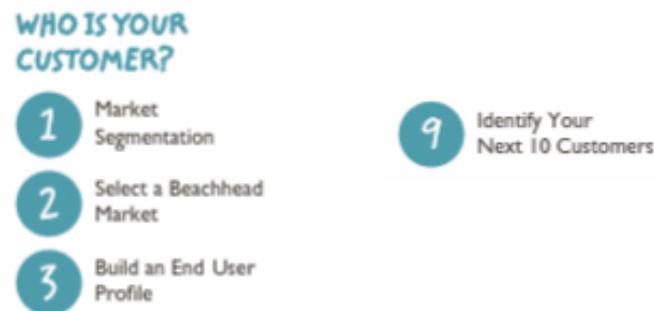 WHO IS YOUR
CUSTOMER?
1
Market
Segmentation
2
Select a Beachhead
Market
3
Build an End User
Profile
9
Identify Your
Next 10 Customers